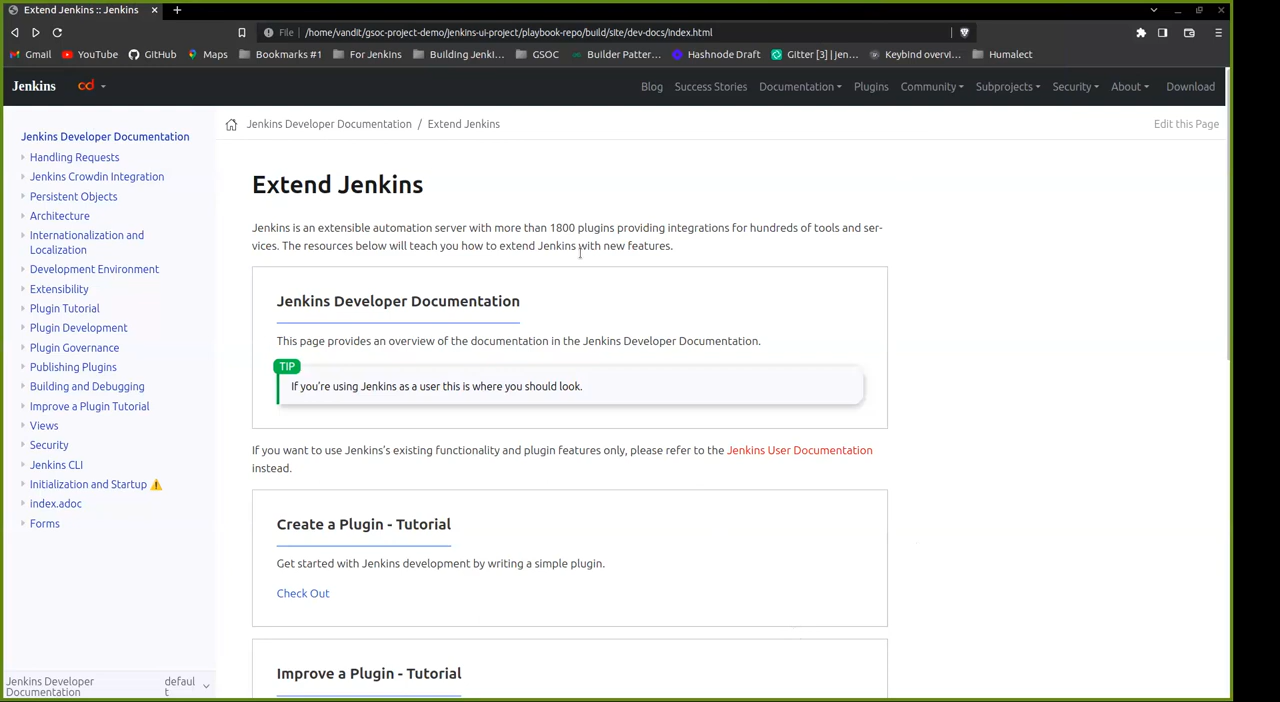 Extend Jenkins :: Jenkins
File /home/vandit/gsoc-project-demo/jenkins-ui-project/playbook-repo/build/site/dev-docs/index.html
Gmail YouTube GitHub Maps Bookmarks #1 For Jenkins Building Jenki... GSOC Builder Patter... Hashnode Draft Gitter [3] | Jen... Keybind overvi... Humalect
Jenkins cd Blog Success Stories Documentation Plugins Community Subprojects Security About Download
Jenkins Developer Documentation
Handling Requests
Jenkins Crowdin Integration
Persistent Objects
Architecture
Internationalization and
Localization
Development Environment
Extensibility
Plugin Tutorial
Plugin Development
Plugin Governance
Publishing Plugins
Building and Debugging
Improve a Plugin Tutorial
Views
Security
Jenkins CLI
Initialization and Startup ⚠️
index.adoc
Forms
Jenkins Developer
Documentation
defaul
t
Jenkins Developer Documentation / Extend Jenkins
Edit this Page
Extend Jenkins
Jenkins is an extensible automation server with more than 1800 plugins providing integrations for hundreds of tools and ser-
vices. The resources below will teach you how to extend Jenkins with new features.
Jenkins Developer Documentation
This page provides an overview of the documentation in the Jenkins Developer Documentation.
TIP
If you're using Jenkins as a user this is where you should look.
If you want to use Jenkins's existing functionality and plugin features only, please refer to the Jenkins User Documentation
instead.
Create a Plugin - Tutorial
Get started with Jenkins development by writing a simple plugin.
Check Out
Improve a Plugin - Tutorial